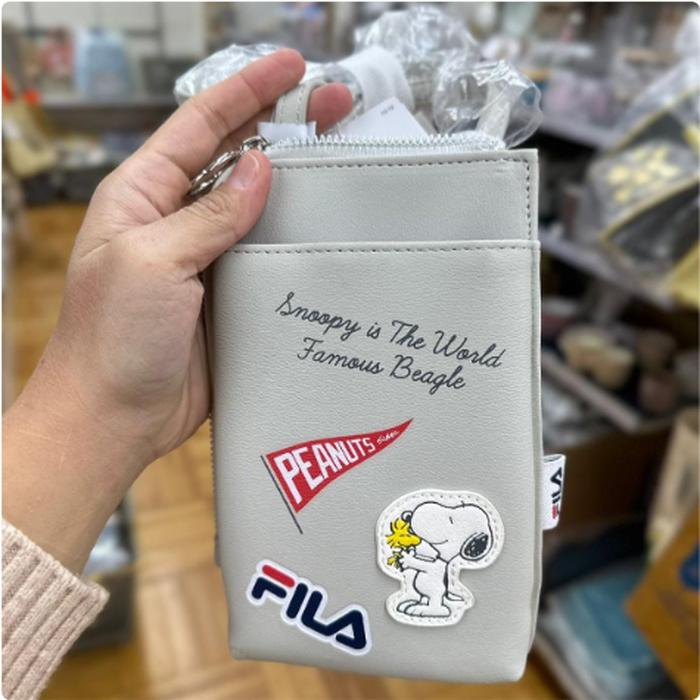 Snoopy is The World
Famous Beagle
PEANUTS
FILA
FILA